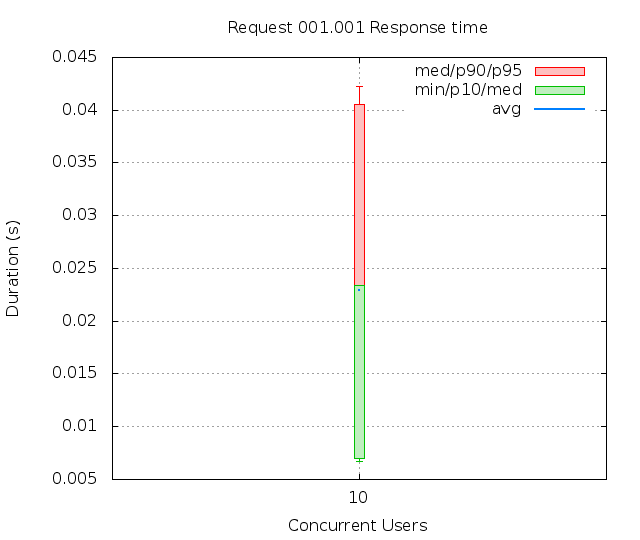 Request 001.001 Response time
0.045
0.04
0.035
0.03
0.025
0.02
0.015
0.01
0.005
Duration (s)
med/p90/p95
min/p10/med
avg
10
Concurrent Users